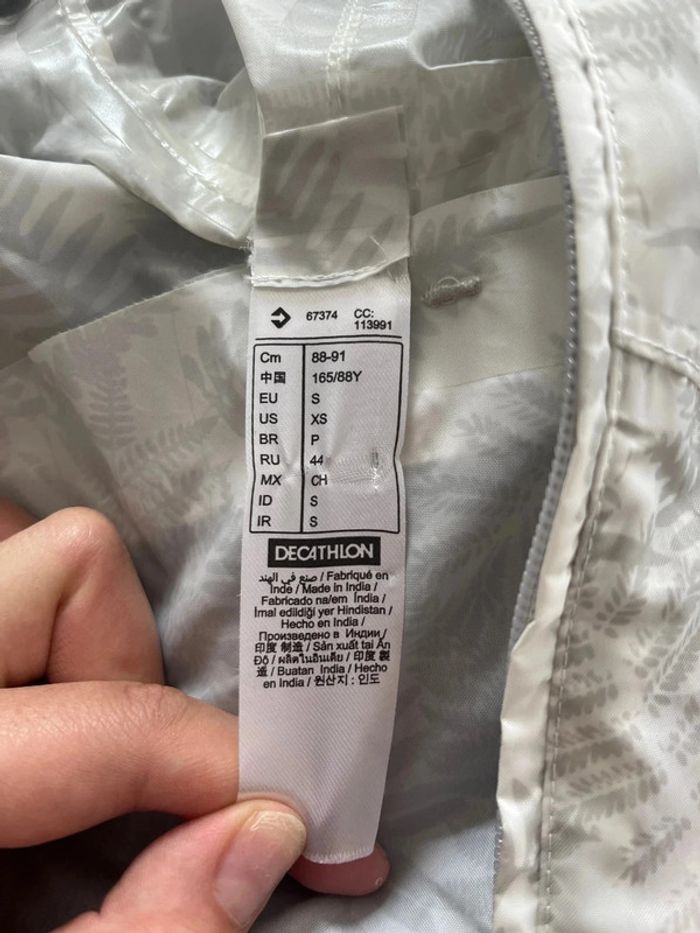 67374 CC: 113991
Cm 88-91
中国 165/88Y
EU S
US XS
BR P
RU 44
MX CH
ID S
IR S
DECATHLON
صنع في الهند / Fabriqué en
Inde / Made in India /
Fabricado na/em India /
Imal edildiği yer Hindistan /
Hecho en India /
Произведено в Индии/
印度 制造 / Sản xuất tại Ấn
Độ / ผลิตในอินเดีย / 印度 製
造 / Buatan India / Hecho
en India / 원산지 : 인도